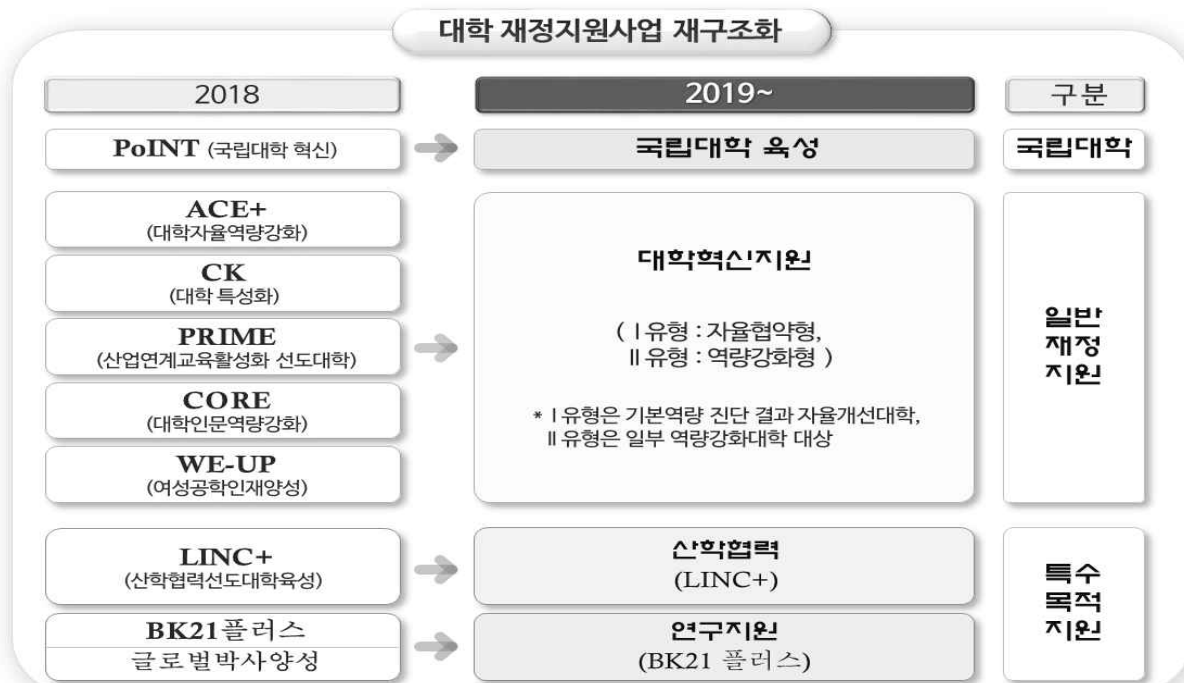 대학 재정지원사업 재구조화
2018
2019~
구분
PoINT (국립대학 혁신)
국립대학 육성
국립대학
ACE+
(대학자율역량강화)
CK
(대학 특성화)
PRIME
(산업연계교육활성화 선도대학)
CORE
(대학인문역량강화)
WE-UP
(여성공학인재양성)
대학혁신지원
( Ⅰ유형 : 자율협약형,
Ⅱ유형 : 역량강화형 )
* Ⅰ유형은 기본역량 진단 결과 자율개선대학,
Ⅱ유형은 일부 역량강화대학 대상
일반
재정
지원
LINC+
(산학협력선도대학육성)
산학협력
(LINC+)
BK21플러스
글로벌박사양성
연구지원
(BK21 플러스)
특수
목적
지원